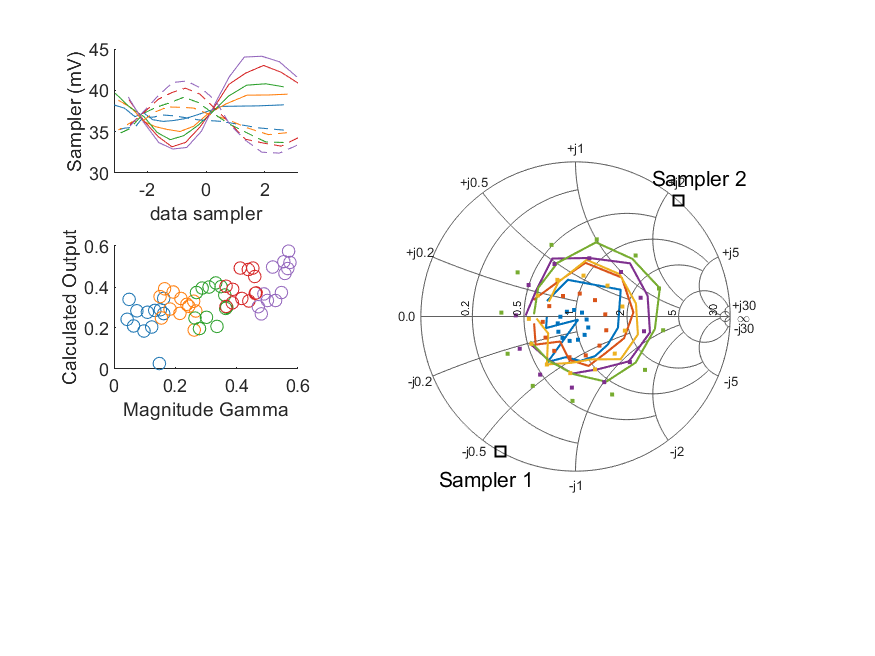 45
40
35
30
Sampler (mV)
-2
0
2
data sampler
0.6
0.4
0.2
0
Calculated Output
0
0.2
0.4
0.6
Magnitude Gamma
+j1
+j0.5
+j2
Sampler 2
+j0.2
+j5
0.0
0.2
0.5
1
2
5
30
+j30
∞
-j30
-j0.2
-j5
-j0.5
-j2
Sampler 1
-j1